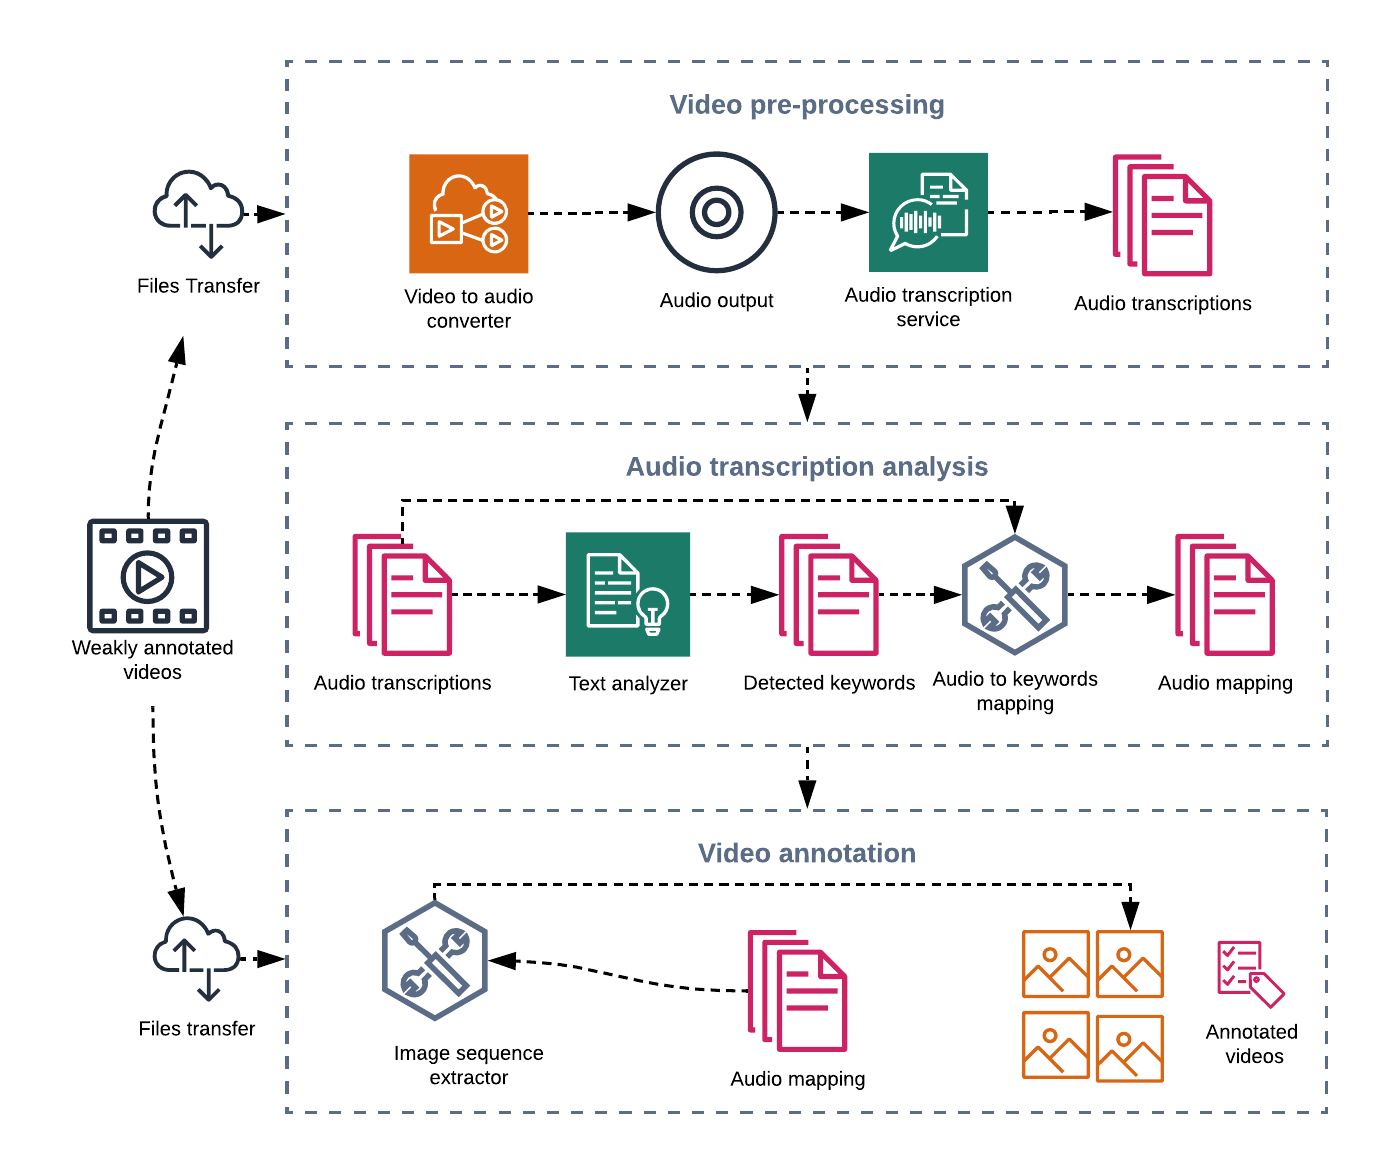 Video pre-processing
Files Transfer
Video to audio
converter
Audio output
Audio transcription
service
Audio transcriptions
Weakly annotated
videos
Audio transcription analysis
Audio transcriptions
Text analyzer
Detected keywords
Audio to keywords
mapping
Audio mapping
Files transfer
Video annotation
Image sequence
extractor
Audio mapping
Annotated
videos